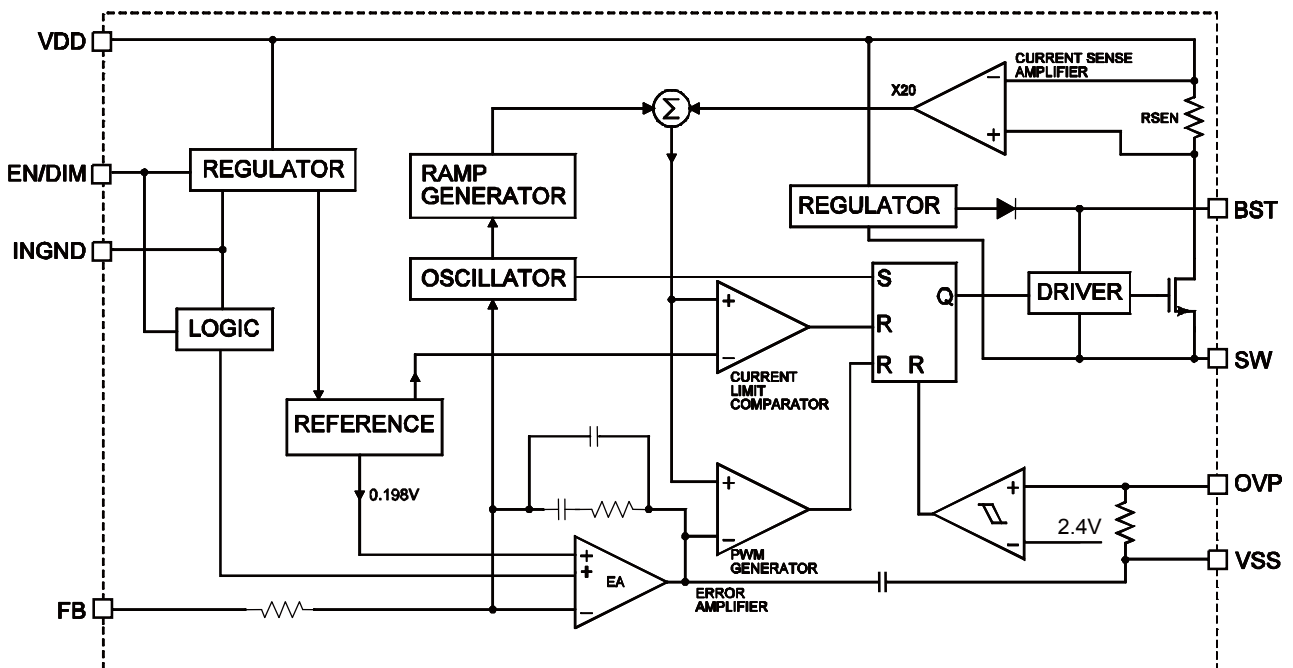 VDD
CURRENT SENSE
AMPLIFIER
X20
−
+
Σ
RSEN
EN/DIM
REGULATOR
RAMP
GENERATOR
REGULATOR
BST
INGND
OSCILLATOR
S
Q
DRIVER
LOGIC
+
−
R
R R
SW
CURRENT
LIMIT
COMPARATOR
REFERENCE
0.198V
+
−
PWM
GENERATOR
+
−
2.4V
OVP
VSS
+
+
−
EA
ERROR
AMPLIFIER
FB